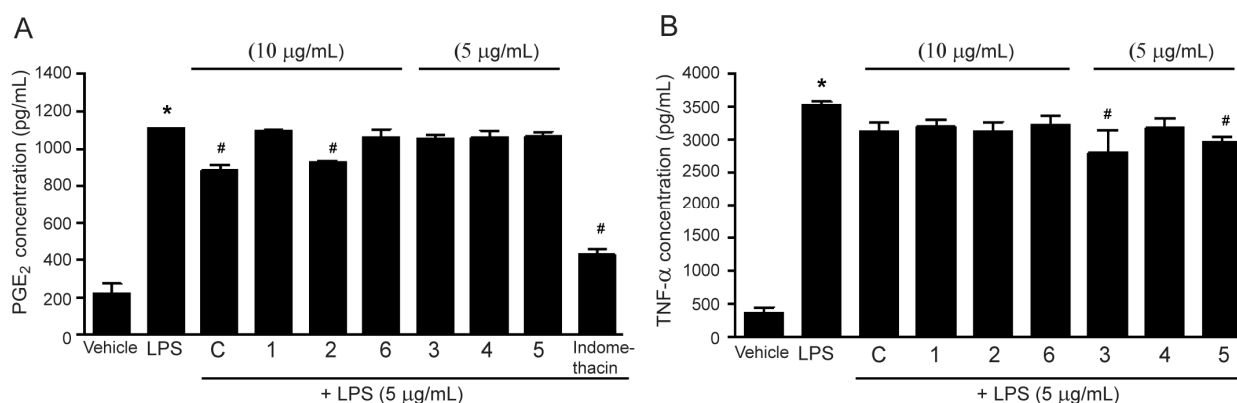 A
(10 µg/mL) (5 µg/mL)
PGE2 concentration (pg/mL)
1400
1200
1000
800
600
400
200
0
* # # #
Vehicle LPS C 1 2 6 3 4 5 Indome-
thacin
+ LPS (5 µg/mL)
B
(10 µg/mL) (5 µg/mL)
TNF-α concentration (pg/mL)
4000
3500
3000
2500
2000
1500
1000
500
0
* # #
Vehicle LPS C 1 2 6 3 4 5
+ LPS (5 µg/mL)